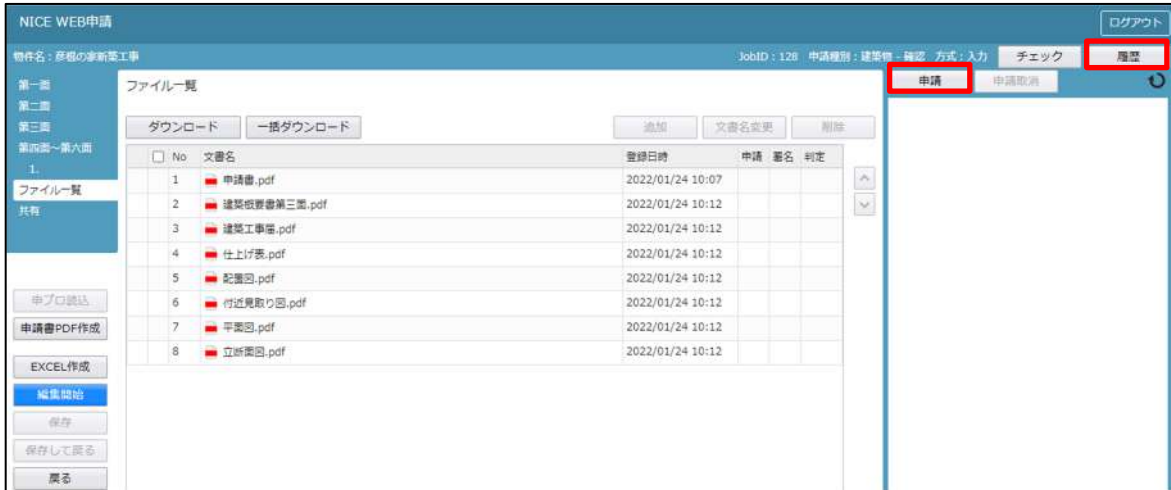 NICE WEB申請
ログアウト
物件名：彦根の家新築工事
JobID：128 申請種別：建築物 - 確認 方式：入力
チェック
履歴
第一面
第二面
第三面
第四面～第六面
1.
ファイル一覧
共有
申プロ読込
申請書PDF作成
EXCEL作成
編集開始
保存
保存して戻る
戻る
ファイル一覧
ダウンロード 一括ダウンロード 追加 文書名変更 削除
No 文書名 登録日時 申請 署名 判定
1 申請書.pdf 2022/01/24 10:07
2 建築概要書第三面.pdf 2022/01/24 10:12
3 建築工事届.pdf 2022/01/24 10:12
4 仕上げ表.pdf 2022/01/24 10:12
5 配置図.pdf 2022/01/24 10:12
6 付近見取り図.pdf 2022/01/24 10:12
7 平面図.pdf 2022/01/24 10:12
8 立断面図.pdf 2022/01/24 10:12
申請 申請取消